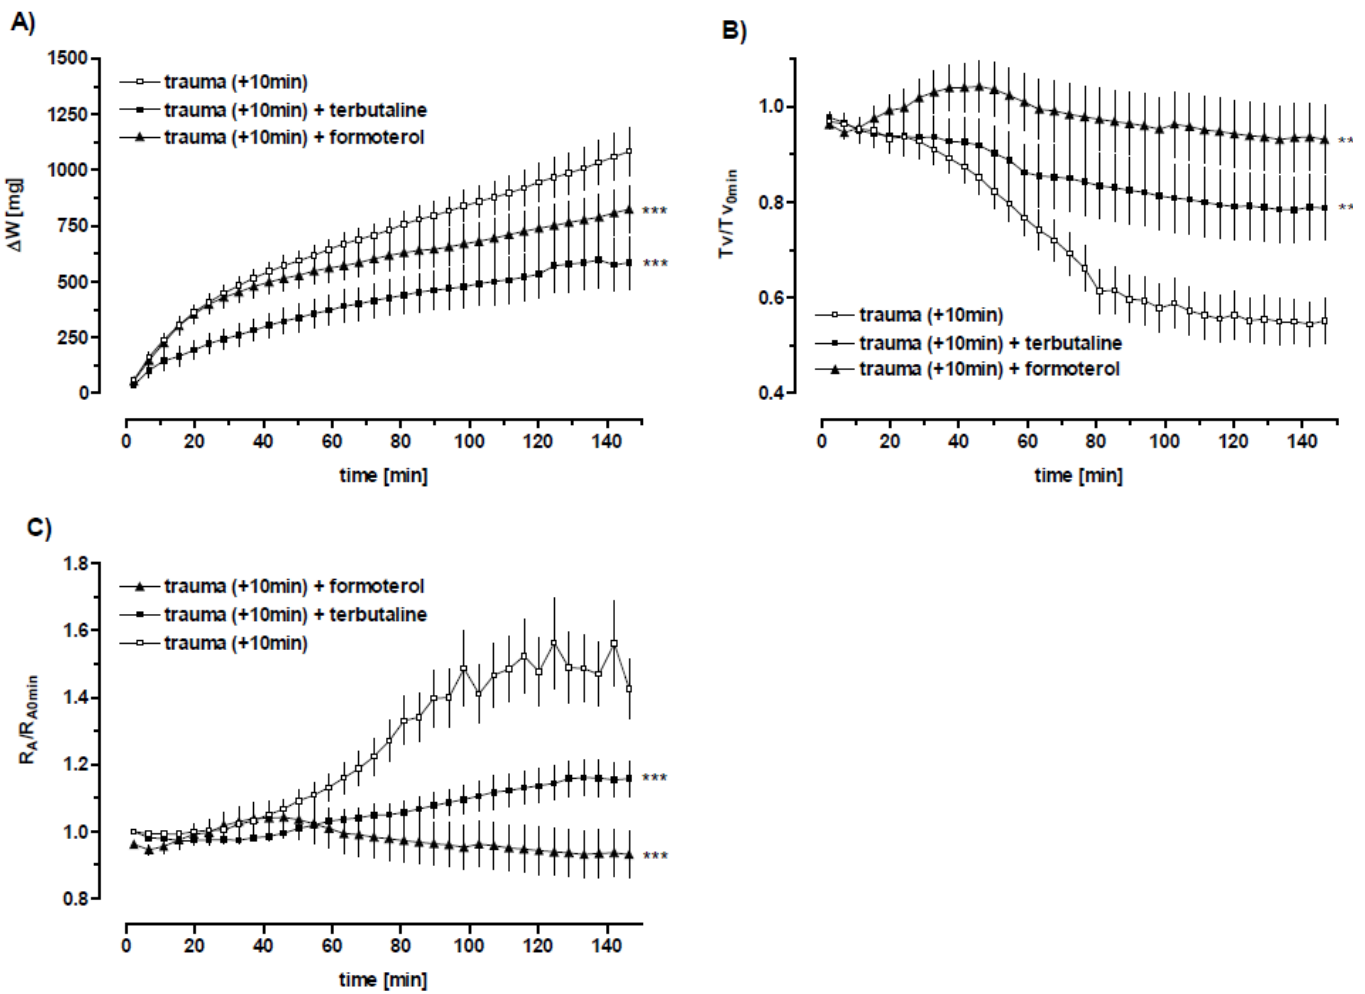 A)
1500
1250
1000
750
500
250
0
ΔW [mg]
trauma (+10min)
trauma (+10min) + terbutaline
trauma (+10min) + formoterol
***
***
0 20 40 60 80 100 120 140
time [min]
B)
1.0
0.8
0.6
0.4
Tv/Tv0min
**
**
trauma (+10min)
trauma (+10min) + terbutaline
trauma (+10min) + formoterol
0 20 40 60 80 100 120 140
time [min]
C)
1.8
1.6
1.4
1.2
1.0
0.8
RA/RA0min
trauma (+10min) + formoterol
trauma (+10min) + terbutaline
trauma (+10min)
***
***
0 20 40 60 80 100 120 140
time [min]